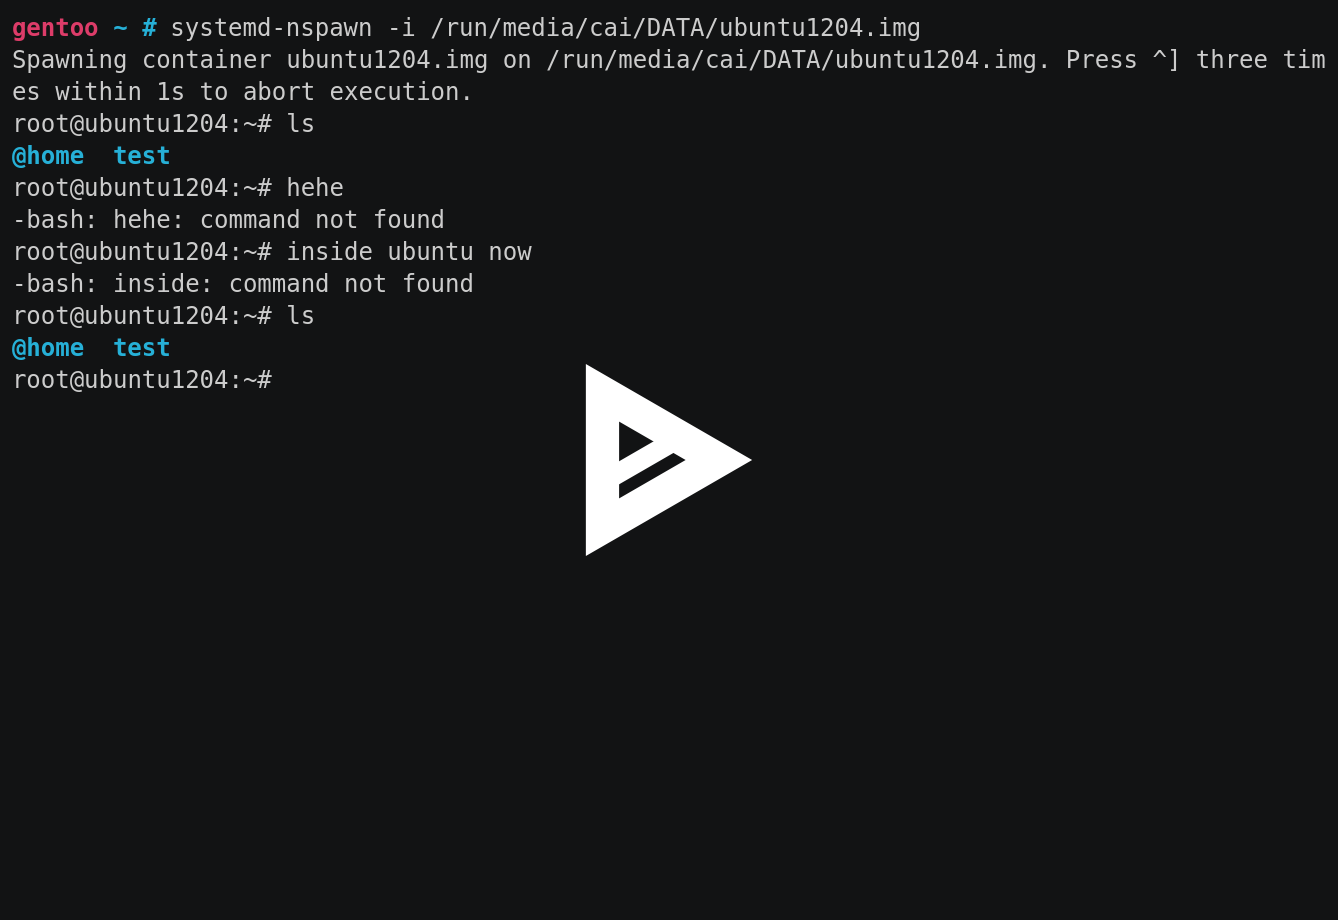 gentoo ~ # systemd-nspawn -i /run/media/cai/DATA/ubuntu1204.img
Spawning container ubuntu1204.img on /run/media/cai/DATA/ubuntu1204.img. Press ^] three tim
es within 1s to abort execution.
root@ubuntu1204:~# ls
@home  test
root@ubuntu1204:~# hehe
-bash: hehe: command not found
root@ubuntu1204:~# inside ubuntu now
-bash: inside: command not found
root@ubuntu1204:~# ls
@home  test
root@ubuntu1204:~#